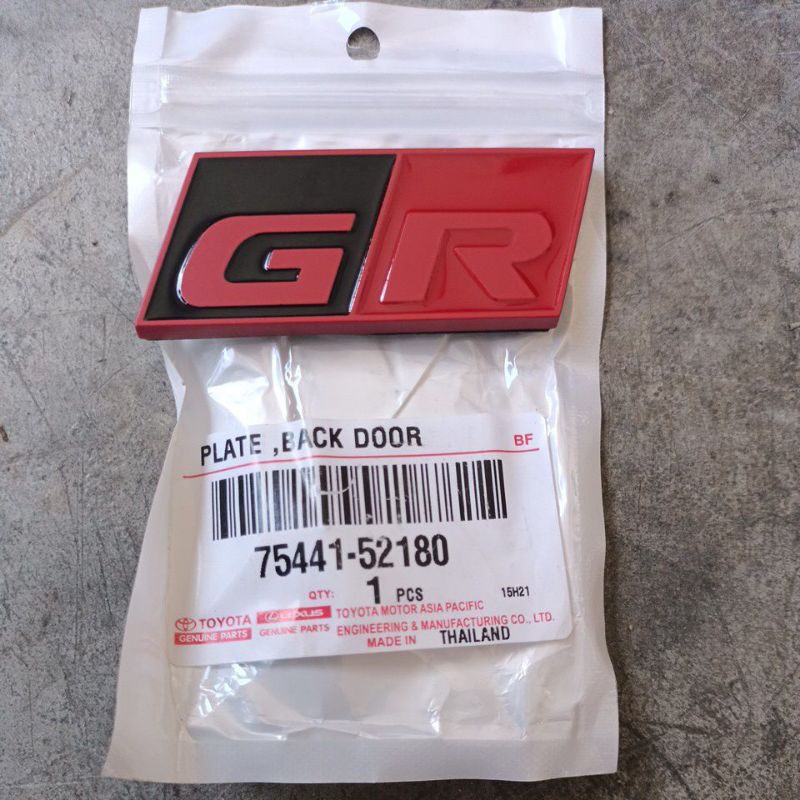 GR
PLATE ,BACK DOOR
BF
75441-52180
QTY: 1 PCS
15H21
TOYOTA
GENUINE PARTS
LEXUS
GENUINE PARTS
TOYOTA MOTOR ASIA PACIFIC
ENGINEERING & MANUFACTURING CO., LTD.
MADE IN THAILAND